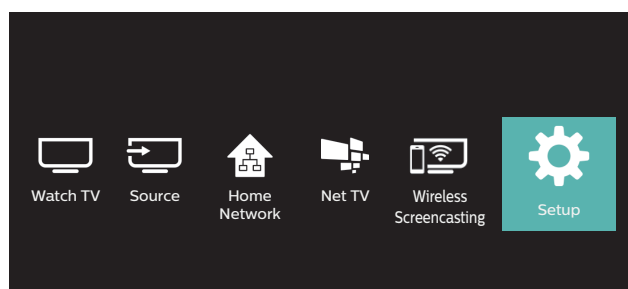 Watch TV
Source
Home
Network
Net TV
Wireless
Screencasting
Setup